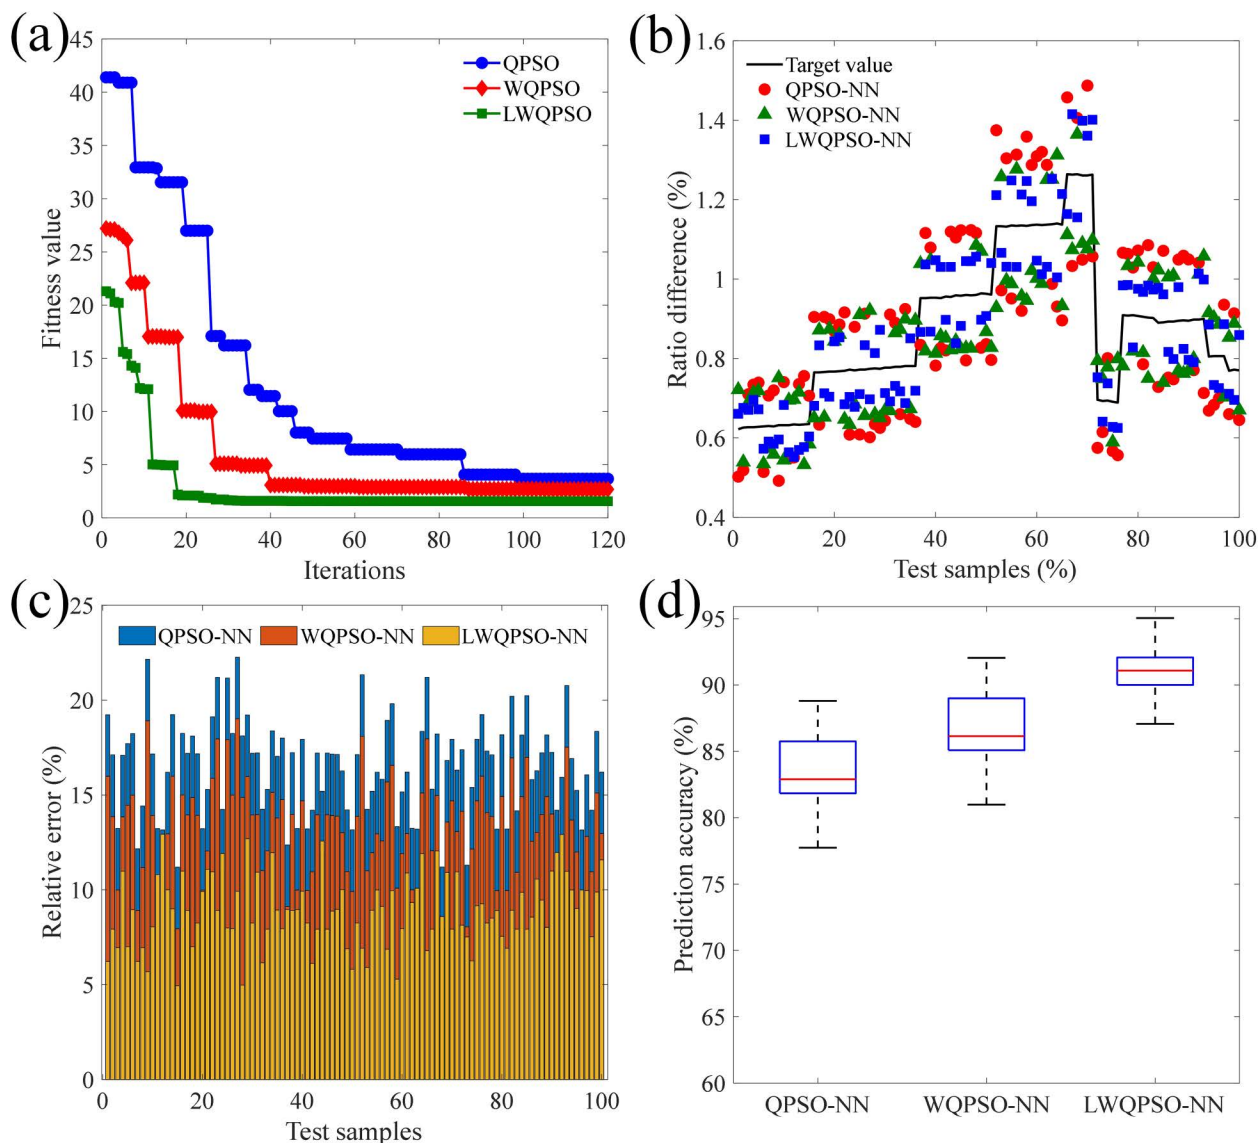 (a)
45
40
35
30
25
20
15
10
5
0
Fitness value
QPSO
WQPSO
LWQPSO
0 20 40 60 80 100 120
Iterations
(b)
1.6
1.4
1.2
1
0.8
0.6
0.4
Ratio difference (%)
Target value
QPSO-NN
WQPSO-NN
LWQPSO-NN
0 20 40 60 80 100
Test samples (%)
(c)
25
20
15
10
5
0
Relative error (%)
QPSO-NN WQPSO-NN LWQPSO-NN
0 20 40 60 80 100
Test samples
(d)
95
90
85
80
75
70
65
60
Prediction accuracy (%)
QPSO-NN WQPSO-NN LWQPSO-NN